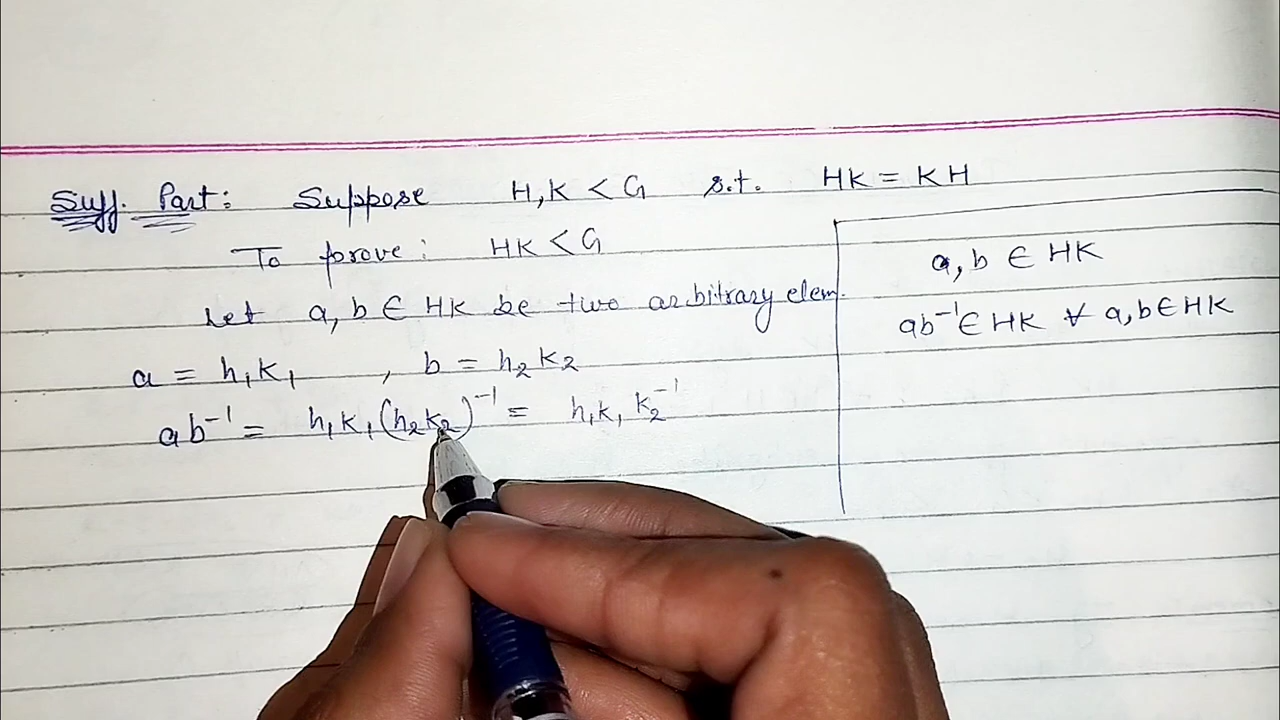 Suff. Part: Suppose H, K < G s.t. HK = KH
To prove: HK < G
Let a, b ∈ HK be two arbitrary elem.
a = h₁k₁ , b = h₂k₂
ab⁻¹ = h₁k₁(h₂k₂)⁻¹ = h₁k₁k₂⁻¹
a, b ∈ HK
ab⁻¹ ∈ HK ∀ a, b ∈ HK